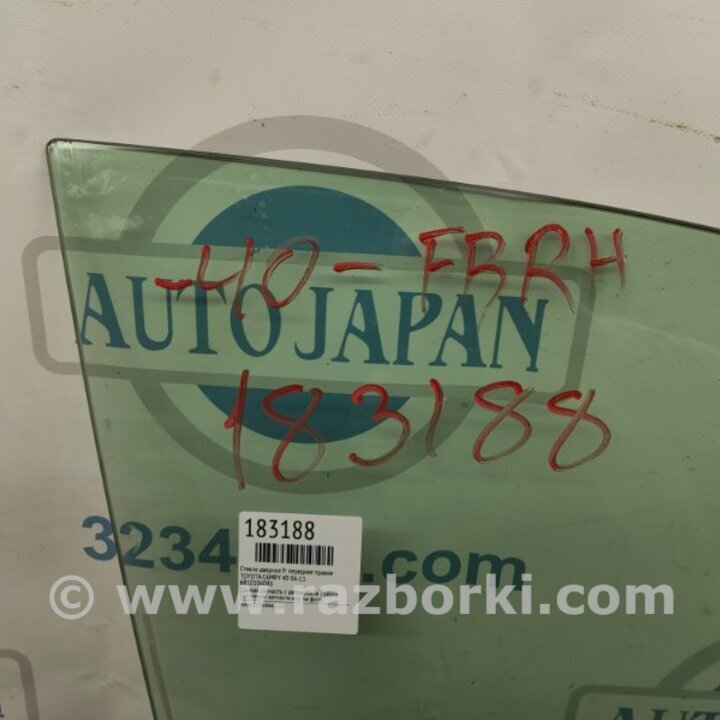 -40-FBRH
AUTO JAPAN
183188
3234 .com
183188
Стекло дверное R переднее правое
TOYOTA CAMRY 40 06-11
© www.razborki.com